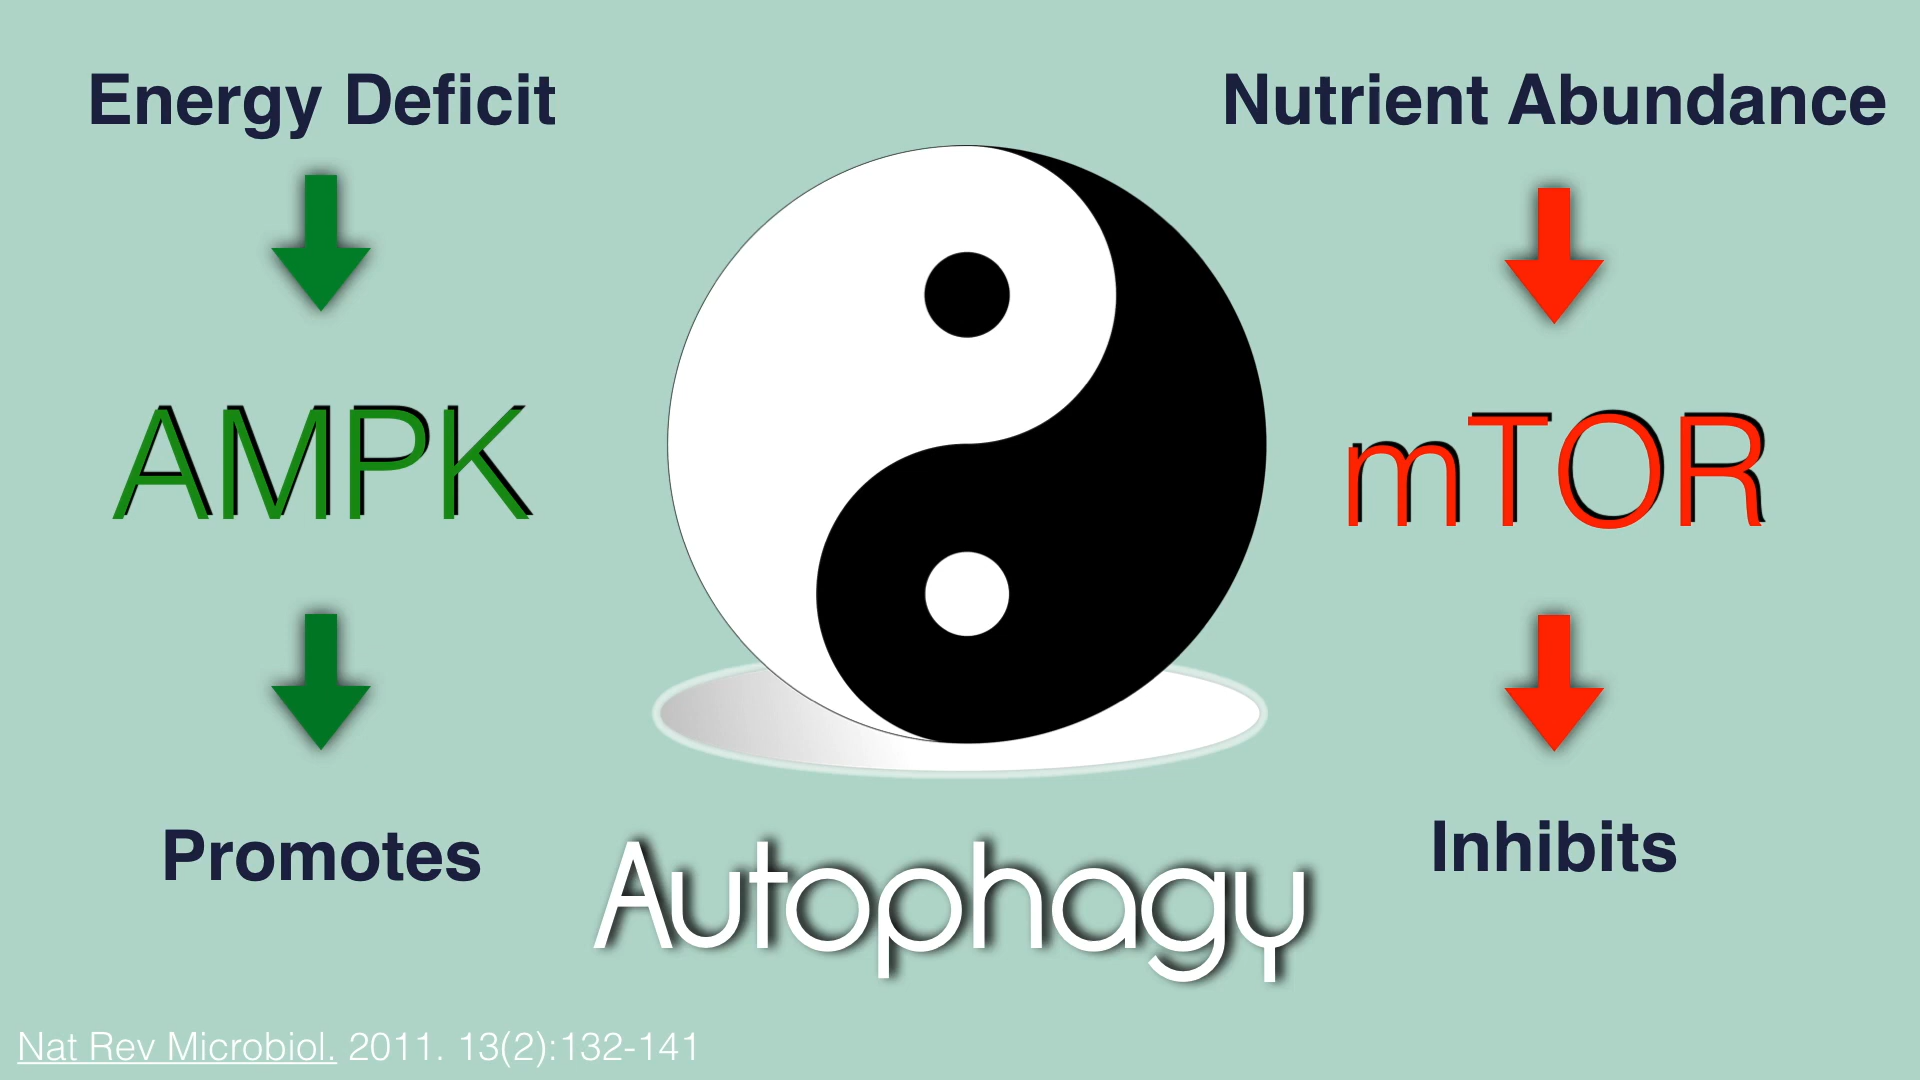 Energy Deficit
Nutrient Abundance
AMPK
mTOR
Promotes
Autophagy
Inhibits
Nat Rev Microbiol. 2011. 13(2):132-141